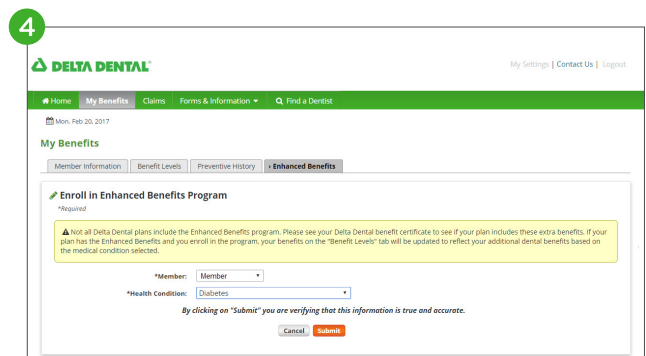 4
DELTA DENTAL®
My Settings | Contact Us | Logout
Home My Benefits Claims Forms & Information Find a Dentist
Mon. Feb 20, 2017
My Benefits
Member Information Benefit Levels Preventive History › Enhanced Benefits
Enroll in Enhanced Benefits Program
*Required
Not all Delta Dental plans include the Enhanced Benefits program. Please see your Delta Dental benefit certificate to see if your plan includes these extra benefits. If your
plan has the Enhanced Benefits and you enroll in the program, your benefits on the "Benefit Levels" tab will be updated to reflect your additional dental benefits based on
the medical condition selected.
*Member: Member
*Health Condition: Diabetes
By clicking on "Submit" you are verifying that this information is true and accurate.
Cancel Submit